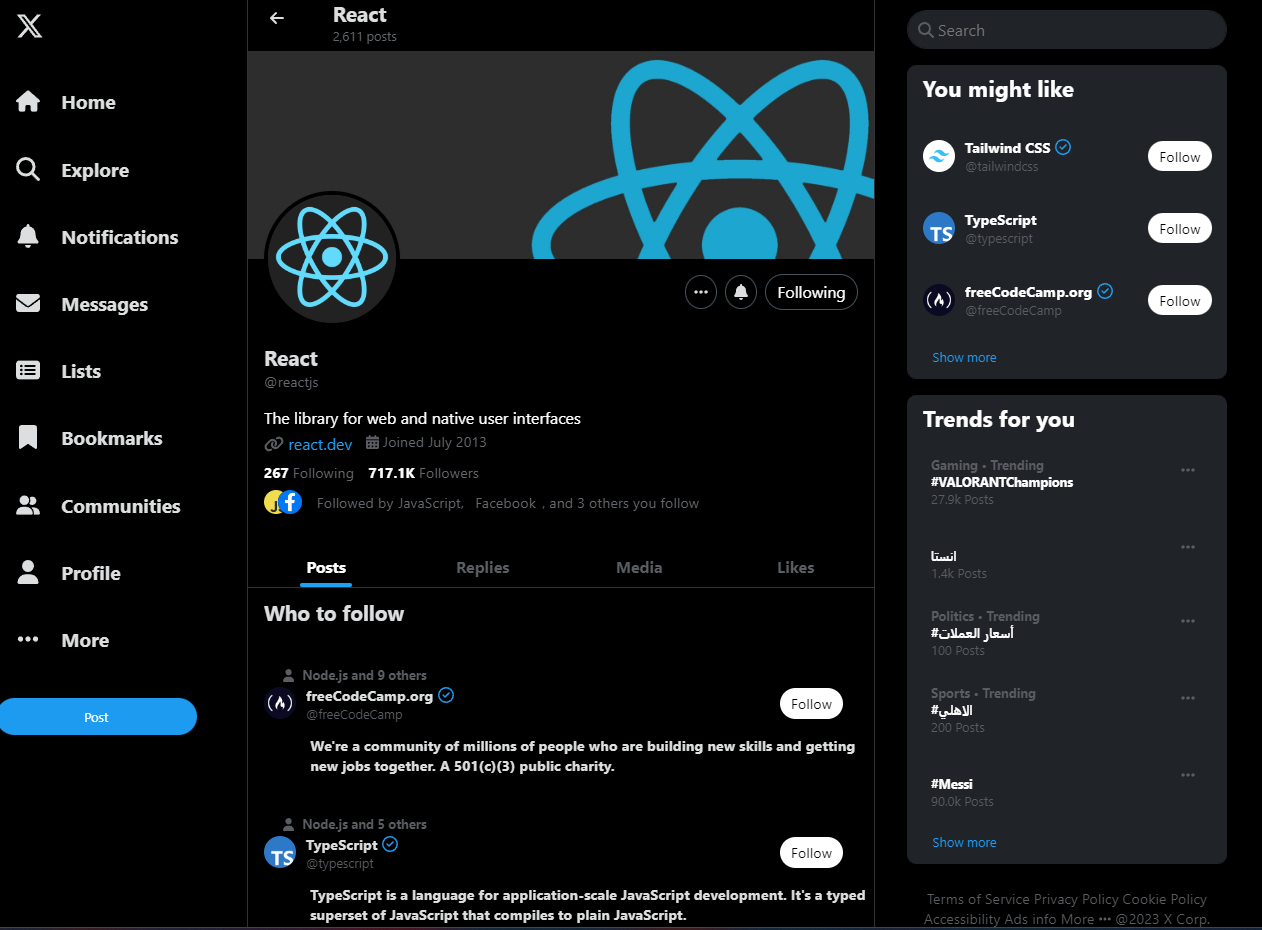 Home
Explore
Notifications
Messages
Lists
Bookmarks
Communities
Profile
More
Post
React
2,611 posts
Following
React
@reactjs
The library for web and native user interfaces
react.dev Joined July 2013
267 Following 717.1K Followers
Followed by JavaScript, Facebook , and 3 others you follow
Posts Replies Media Likes
Who to follow
Node.js and 9 others
freeCodeCamp.org
@freeCodeCamp
Follow
We're a community of millions of people who are building new skills and getting
new jobs together. A 501(c)(3) public charity.
Node.js and 5 others
TS
TypeScript
@typescript
Follow
TypeScript is a language for application-scale JavaScript development. It's a typed
superset of JavaScript that compiles to plain JavaScript.
Search
You might like
Tailwind CSS
@tailwindcss
Follow
TS
TypeScript
@typescript
Follow
freeCodeCamp.org
@freeCodeCamp
Follow
Show more
Trends for you
Gaming • Trending
#VALORANTChampions
27.9k Posts
انستا
1.4k Posts
Politics • Trending
#أسعار العملات
100 Posts
Sports • Trending
#الاهلي
200 Posts
#Messi
90.0k Posts
Show more
Terms of Service Privacy Policy Cookie Policy
Accessibility Ads info More ••• @2023 X Corp.